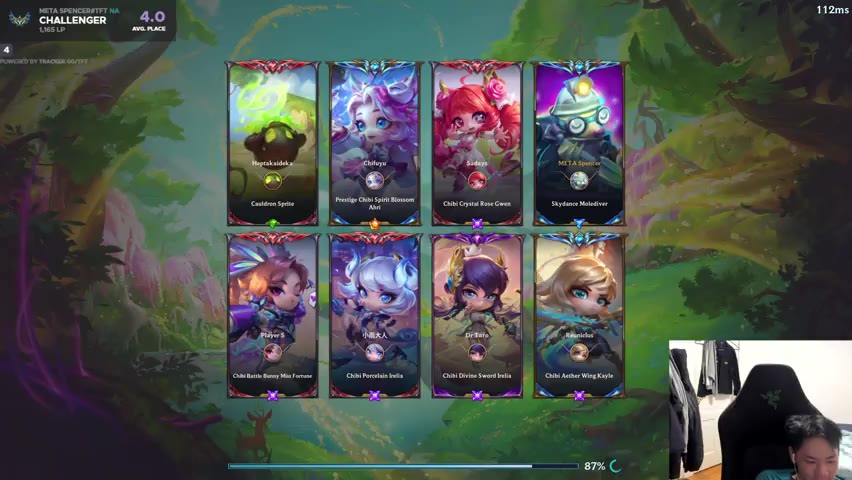 META SPENCER#TFT NA
CHALLENGER
1,165 LP
4.0
AVG. PLACE
112ms
4
POWERED BY TRACKER.GG/TFT
Heptakaideka
Cauldron Sprite
Chifuyu
Prestige Chibi Spirit Blossom
Ahri
Sadays
Chibi Crystal Rose Gwen
META Spencer
Skydance Molediver
Player 5
Chibi Battle Bunny Miss Fortune
小雨大人
Chibi Porcelain Irelia
Dr Taro
Chibi Divine Sword Irelia
Reuniclus
Chibi Aether Wing Kayle
87%